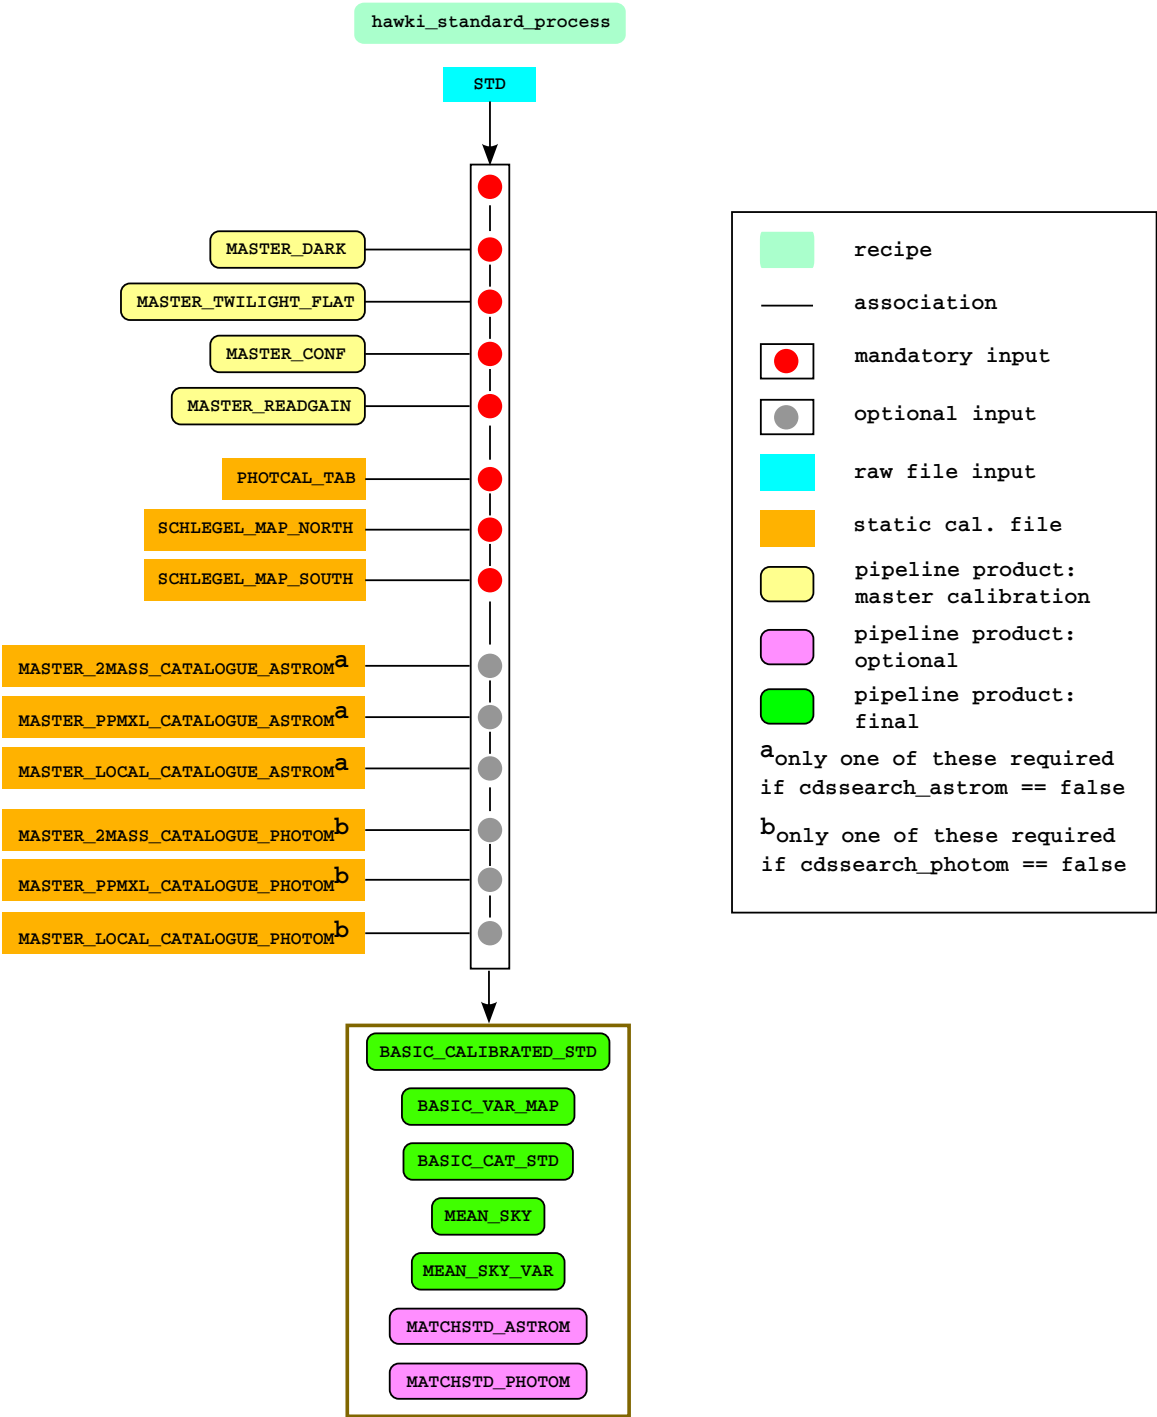 hawki_standard_process
STD
MASTER_DARK
MASTER_TWILIGHT_FLAT
MASTER_CONF
MASTER_READGAIN
PHOTCAL_TAB
SCHLEGEL_MAP_NORTH
SCHLEGEL_MAP_SOUTH
MASTER_2MASS_CATALOGUE_ASTROMa
MASTER_PPMXL_CATALOGUE_ASTROMa
MASTER_LOCAL_CATALOGUE_ASTROMa
MASTER_2MASS_CATALOGUE_PHOTOMb
MASTER_PPMXL_CATALOGUE_PHOTOMb
MASTER_LOCAL_CATALOGUE_PHOTOMb
BASIC_CALIBRATED_STD
BASIC_VAR_MAP
BASIC_CAT_STD
MEAN_SKY
MEAN_SKY_VAR
MATCHSTD_ASTROM
MATCHSTD_PHOTOM
recipe
association
mandatory input
optional input
raw file input
static cal. file
pipeline product:
master calibration
pipeline product:
optional
pipeline product:
final
aonly one of these required
if cdssearch_astrom == false
bonly one of these required
if cdssearch_photom == false